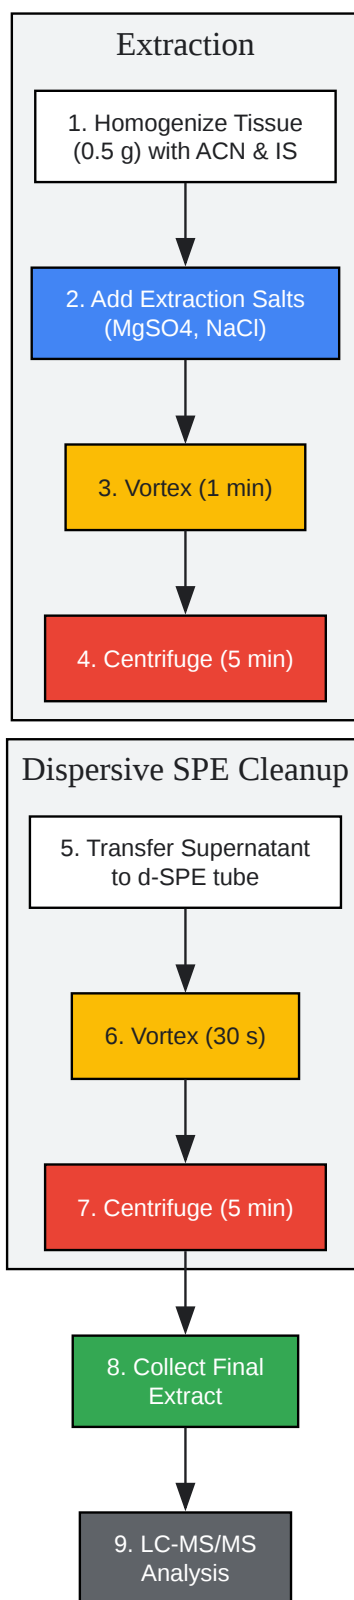 Extraction
1. Homogenize Tissue
(0.5 g) with ACN & IS
2. Add Extraction Salts
(MgSO4, NaCl)
3. Vortex (1 min)
4. Centrifuge (5 min)
Dispersive SPE Cleanup
5. Transfer Supernatant
to d-SPE tube
6. Vortex (30 s)
7. Centrifuge (5 min)
8. Collect Final
Extract
9. LC-MS/MS
Analysis